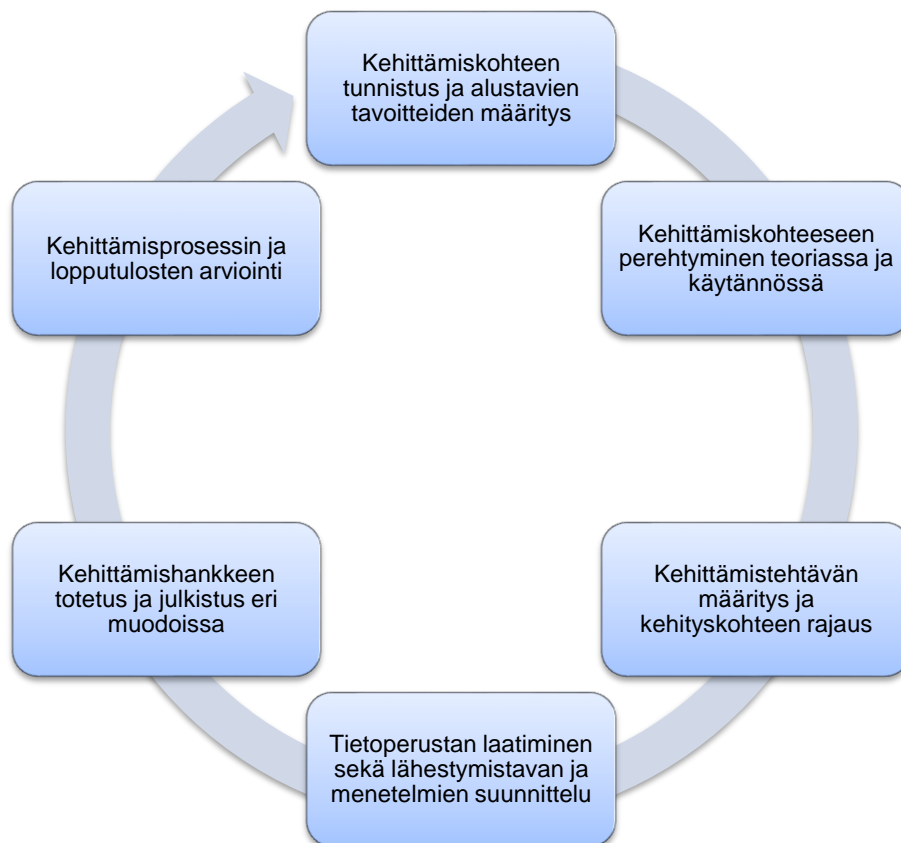 Kehittämiskohteen
tunnistus ja alustavien
tavoitteiden määritys
Kehittämiskohteeseen
perehtyminen teoriassa ja
käytännössä
Kehittämistehtävän
määritys ja
kehityskohteen rajaus
Tietoperustan laatiminen
sekä lähestymistavan ja
menetelmien suunnittelu
Kehittämishankkeen
totetus ja julkistus eri
muodoissa
Kehittämisprosessin ja
lopputulosten arviointi